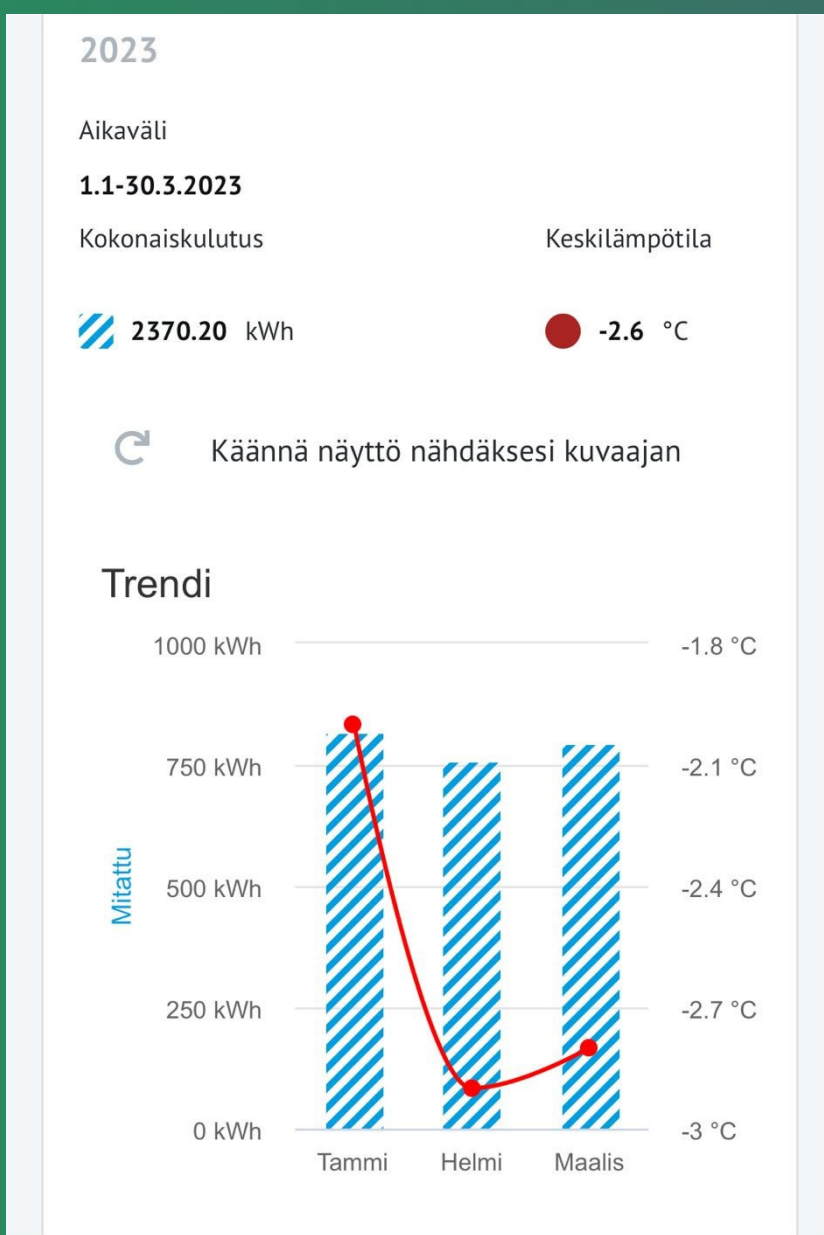 2023
Aikaväli
1.1-30.3.2023
Kokonaiskulutus Keskilämpötila
2370.20 kWh -2.6 °C
Käännä näyttö nähdäksesi kuvaajan
Trendi
1000 kWh -1.8 °C
750 kWh -2.1 °C
Mitattu
500 kWh -2.4 °C
250 kWh -2.7 °C
0 kWh -3 °C
Tammi Helmi Maalis